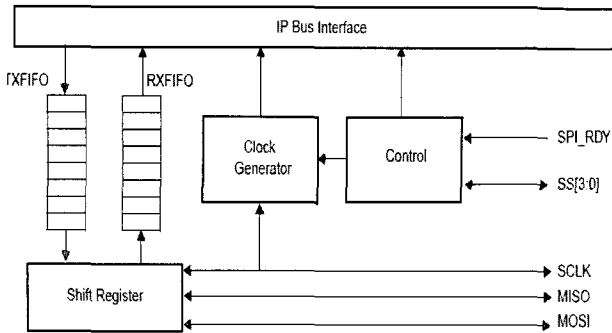 IP Bus Interface
TXFIFO
RXFIFO
Clock
Generator
Control
SPI_RDY
SS[3:0]
Shift Register
SCLK
MISO
MOSI